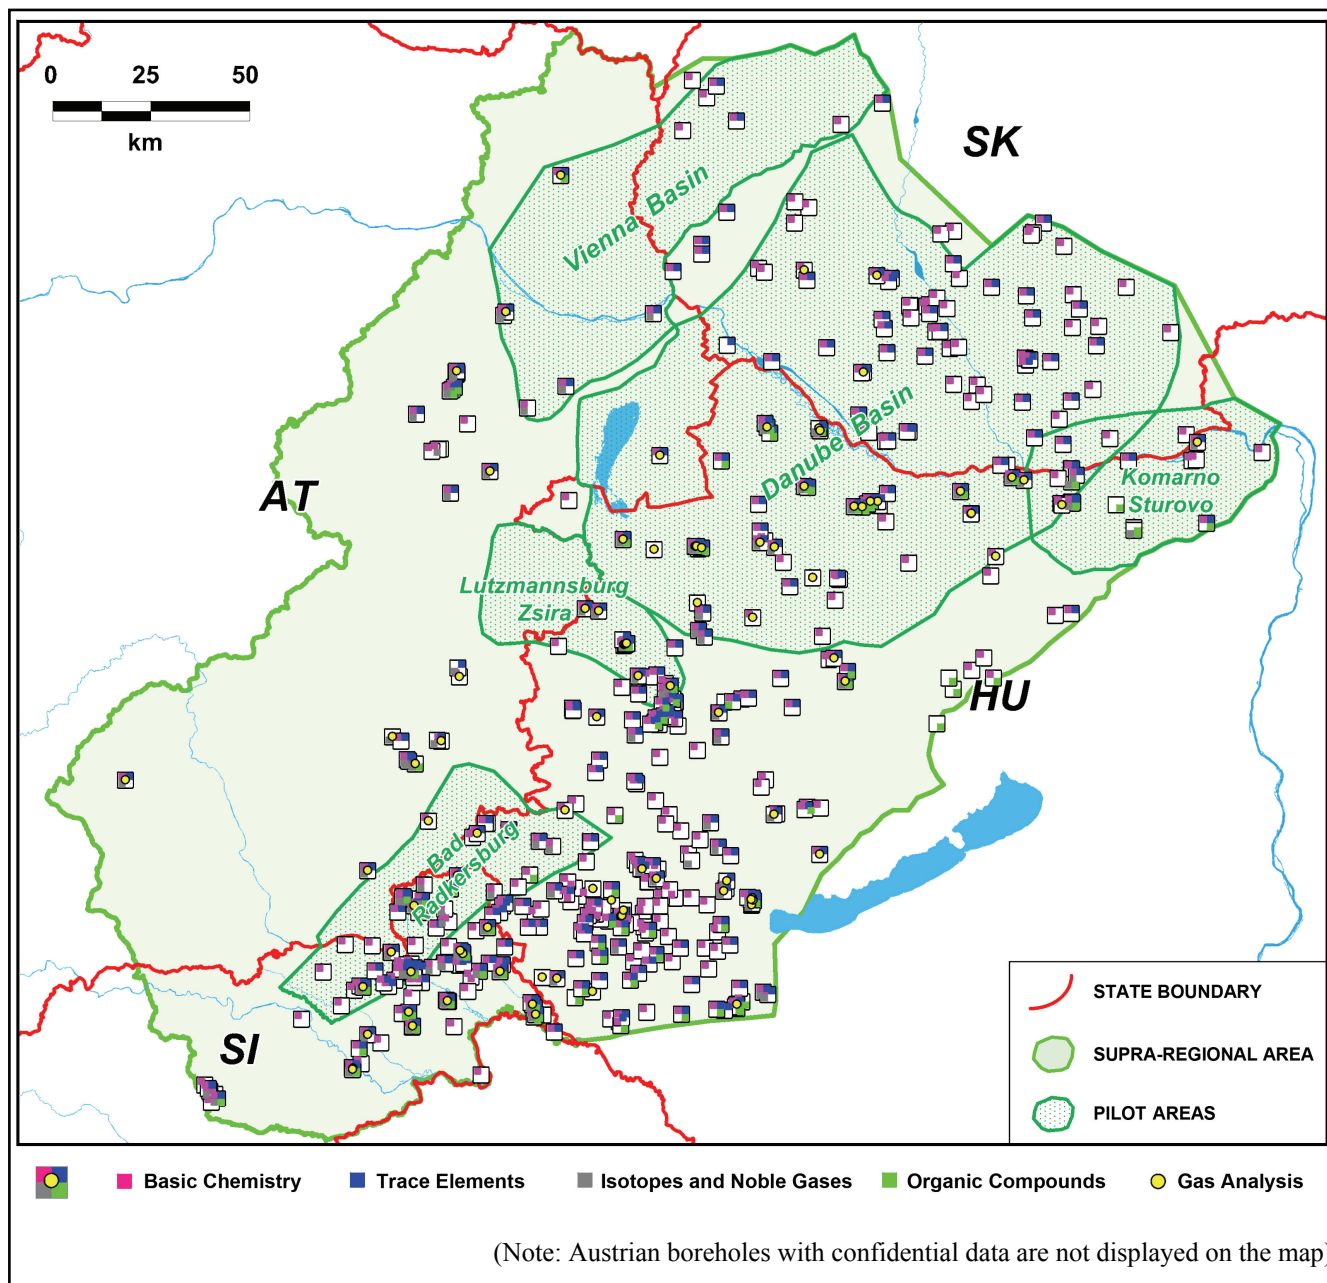 0 25 50
km
SK
Vienna Basin
Danube Basin
AT
Komarno
Sturovo
Lutzmannsburg
Zsira
HU
Bad
Radkersburg
SI
STATE BOUNDARY
SUPRA-REGIONAL AREA
PILOT AREAS
Basic Chemistry Trace Elements Isotopes and Noble Gases Organic Compounds Gas Analysis
(Note: Austrian boreholes with confidential data are not displayed on the map)